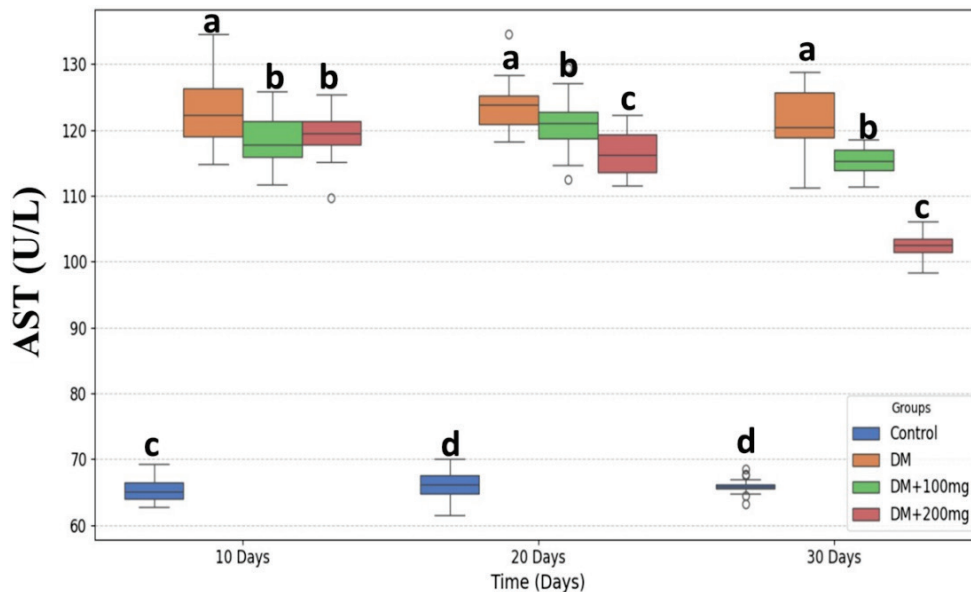 AST (U/L)
130
120
110
100
90
80
70
60
a
b
b
c
a
b
c
d
a
b
c
d
Groups
Control
DM
DM+100mg
DM+200mg
10 Days
20 Days
30 Days
Time (Days)